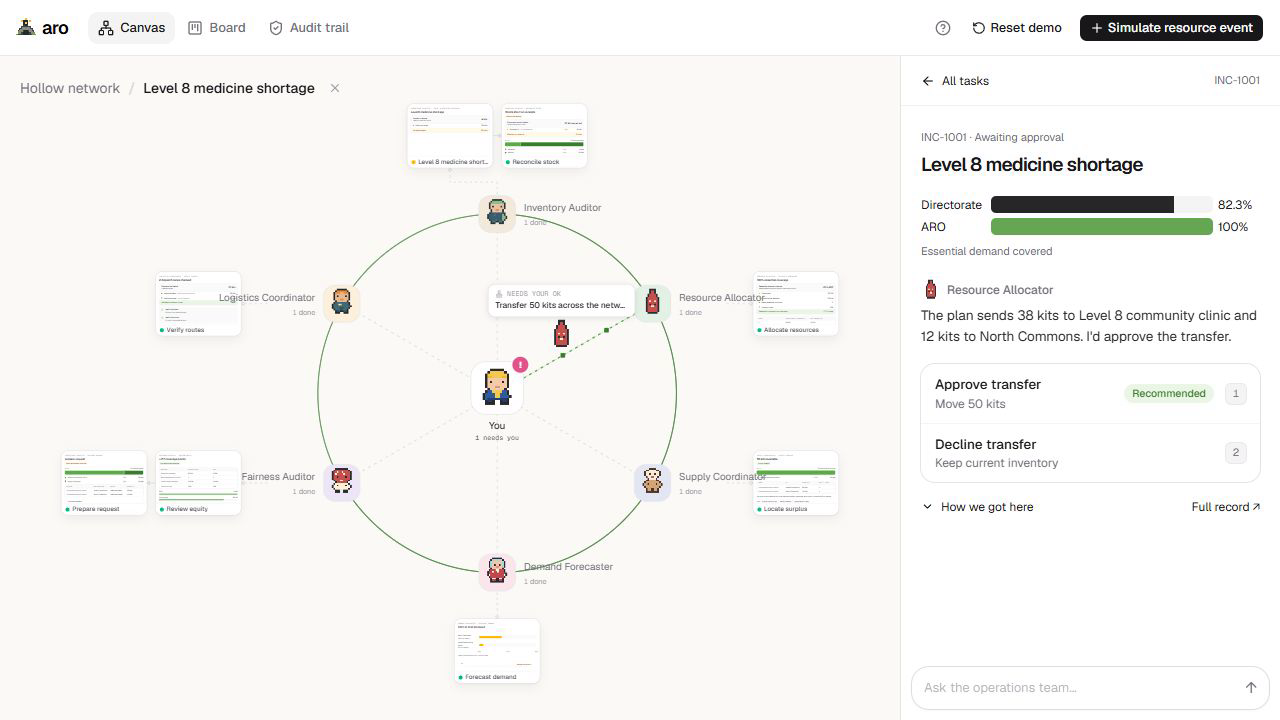 aro
Canvas
Board
Audit trail
Reset demo
Simulate resource event
Hollow network / Level 8 medicine shortage
All tasks
INC-1001
INC-1001 · Awaiting approval
Level 8 medicine shortage
Directorate 82.3%
ARO 100%
Essential demand covered
Resource Allocator
The plan sends 38 kits to Level 8 community clinic and
12 kits to North Commons. I'd approve the transfer.
Approve transfer
Move 50 kits
Recommended
1
Decline transfer
Keep current inventory
2
How we got here
Full record
Ask the operations team...
Level 8 medicine short...
Reconcile stock
Inventory Auditor
1 done
Logistics Coordinator
1 done
Verify routes
NEEDS YOUR OK
Transfer 50 kits across the netw...
Resource Allocator
1 done
Allocate resources
!
You
1 needs you
Fairness Auditor
1 done
Prepare request
Review equity
Supply Coordinator
1 done
Locate surplus
Demand Forecaster
1 done
Forecast demand